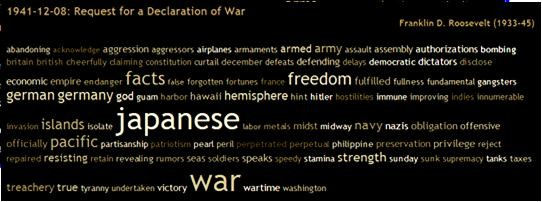 1941-12-08: Request for a Declaration of War
Franklin D. Roosevelt (1933-45)
abandoning acknowledge aggression aggressors airplanes armaments armed army assault assembly authorizations bombing
britain british cheerfully claiming constitution curtail december defeats defending delays democratic dictators disclose
economic empire endanger facts false forgotten fortunes france freedom fulfilled fullness fundamental gangsters
german germany god guam harbor hawaii hemisphere hint hitler hostilities immune improving indies innumerable
invasion islands isolate japanese labor metals midst midway navy nazis obligation offensive
officially pacific partisanship patriotism pearl peril perpetrated perpetual philippine preservation privilege reject
repaired resisting retain revealing rumors seas soldiers speaks speedy stamina strength sunday sunk supremacy tanks taxes
treachery true tyranny undertaken victory war wartime washington